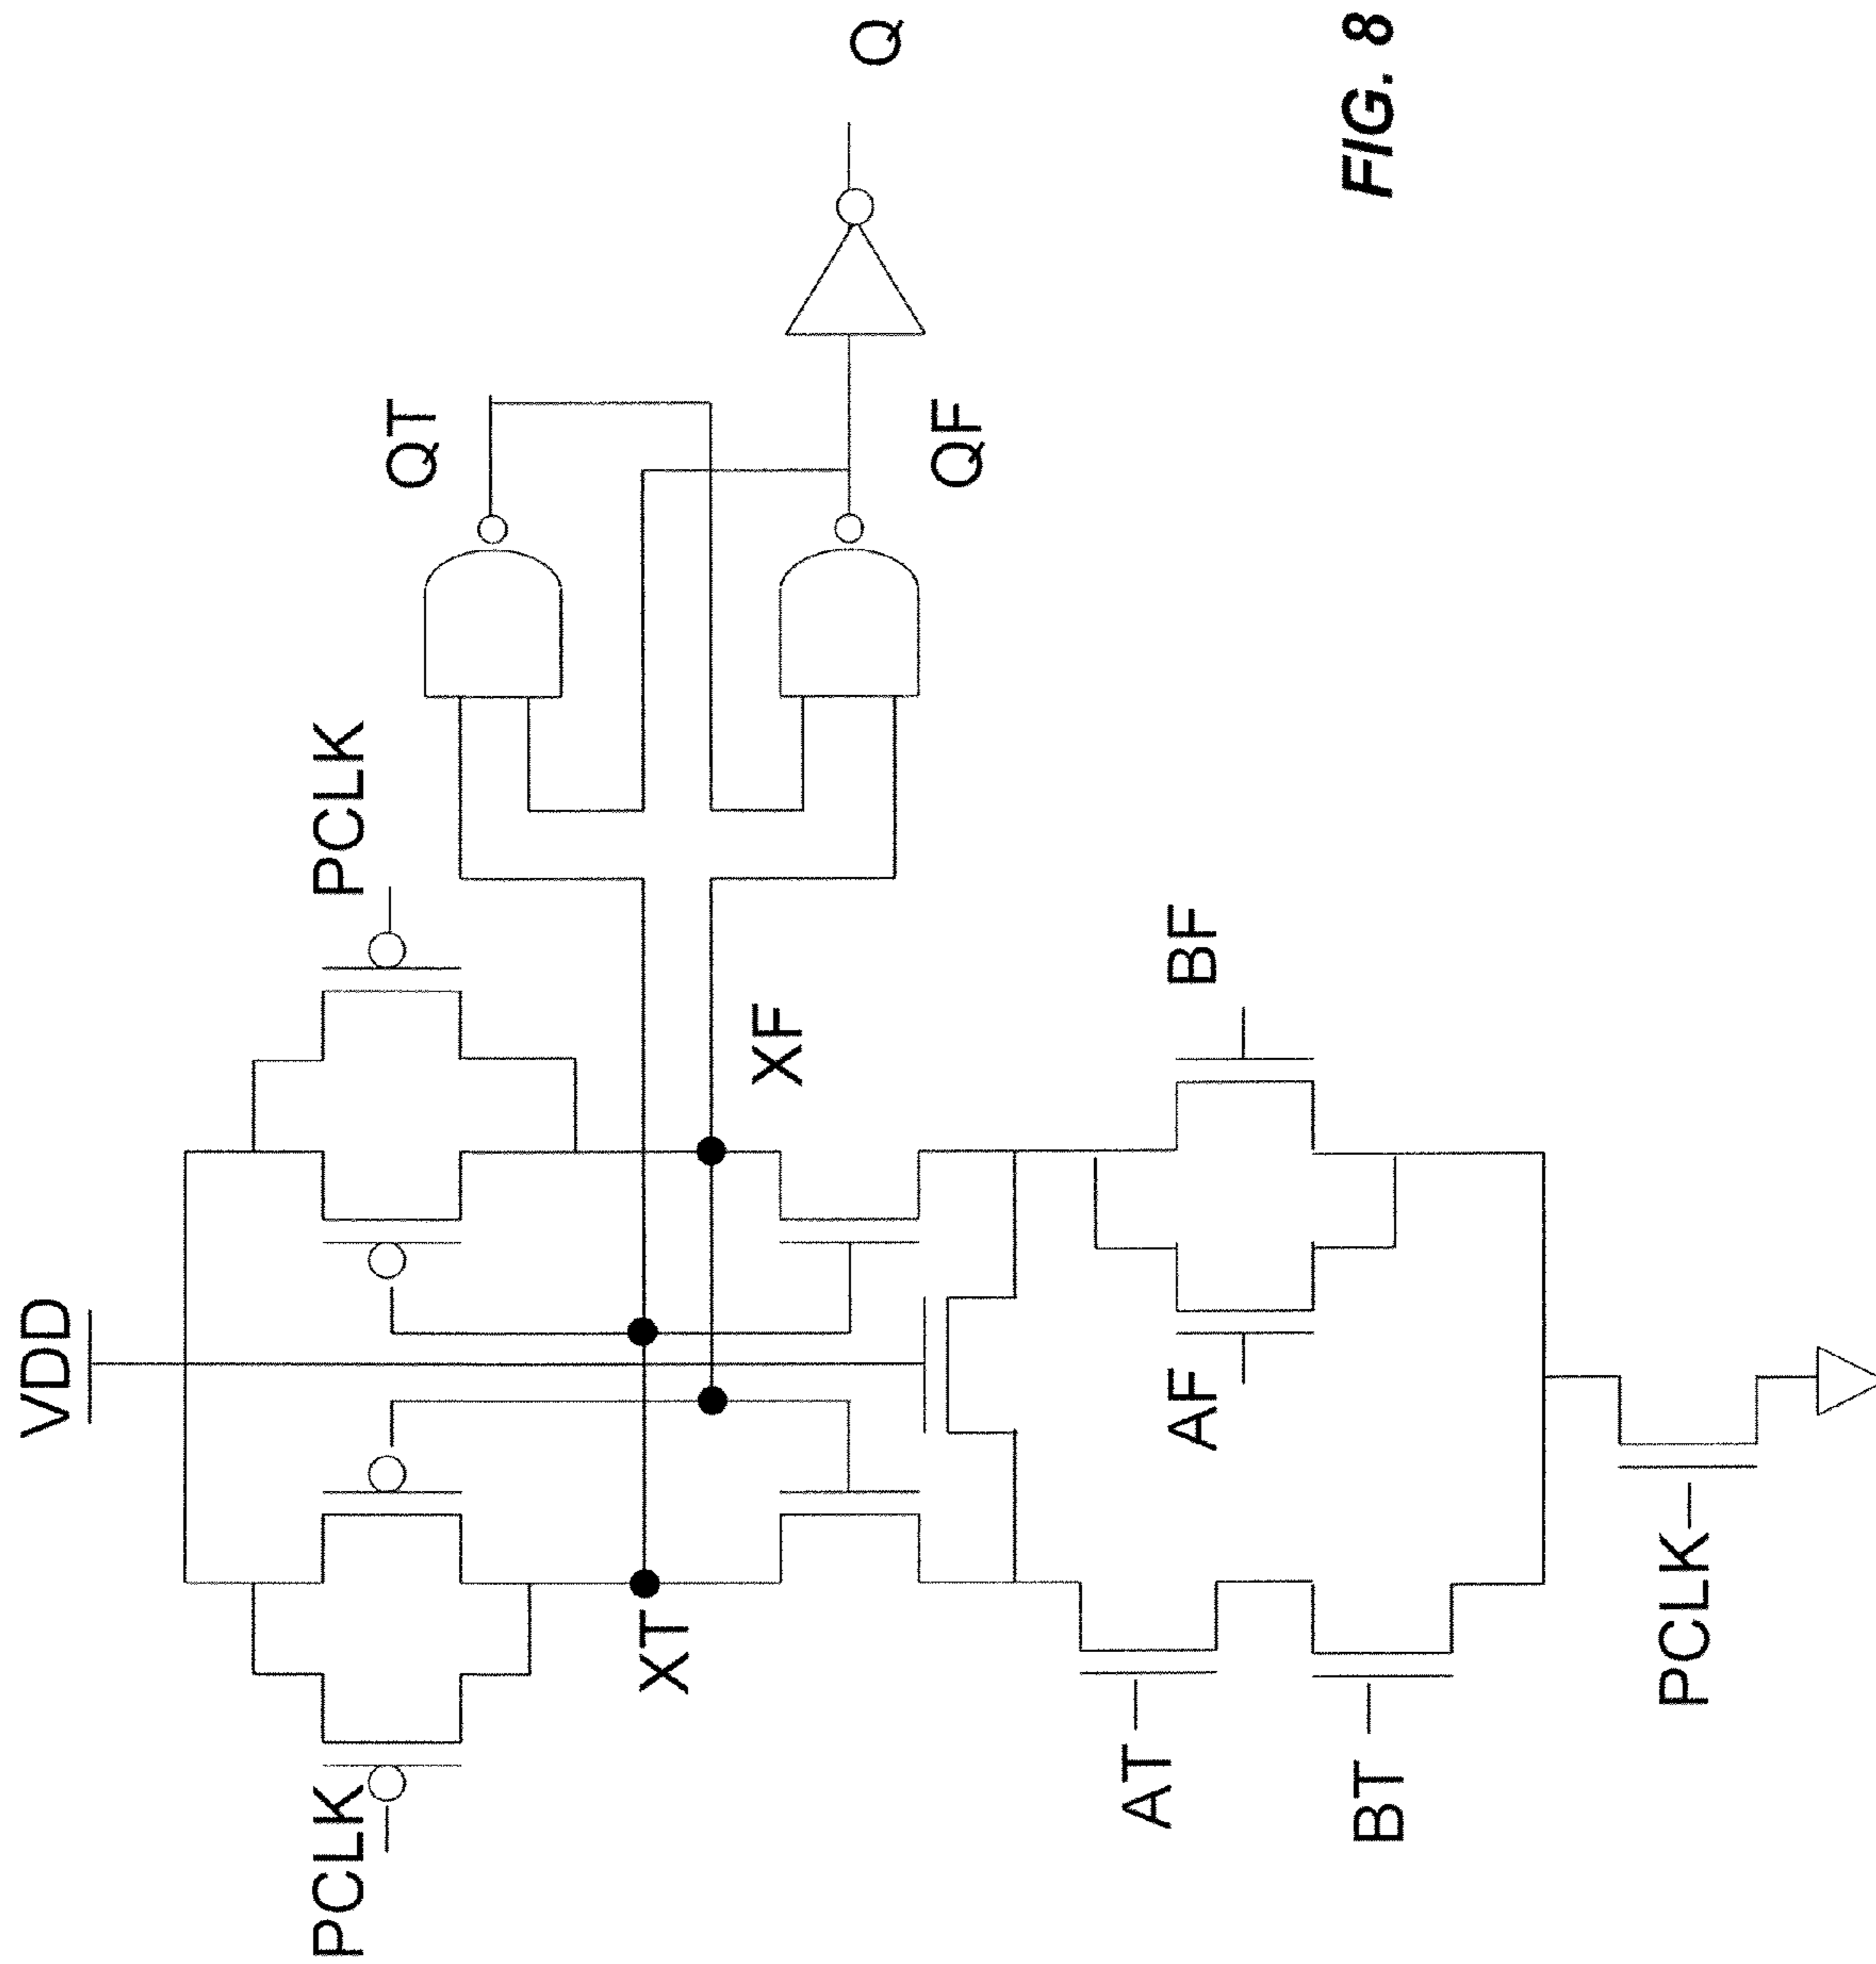 VDD
PCLK
PCLK
QT
Q
XT
XF
QF
AT
AF
BF
BT
PCLK
FIG. 8